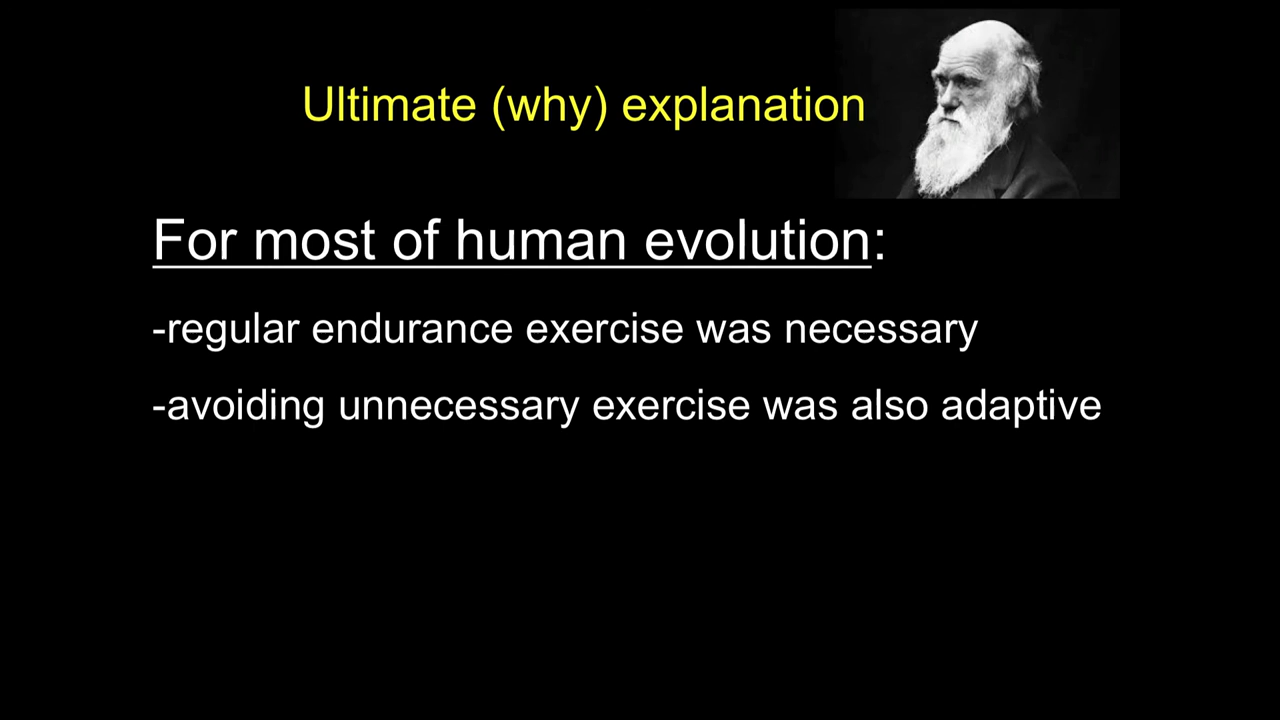 Ultimate (why) explanation
For most of human evolution:
-regular endurance exercise was necessary
-avoiding unnecessary exercise was also adaptive